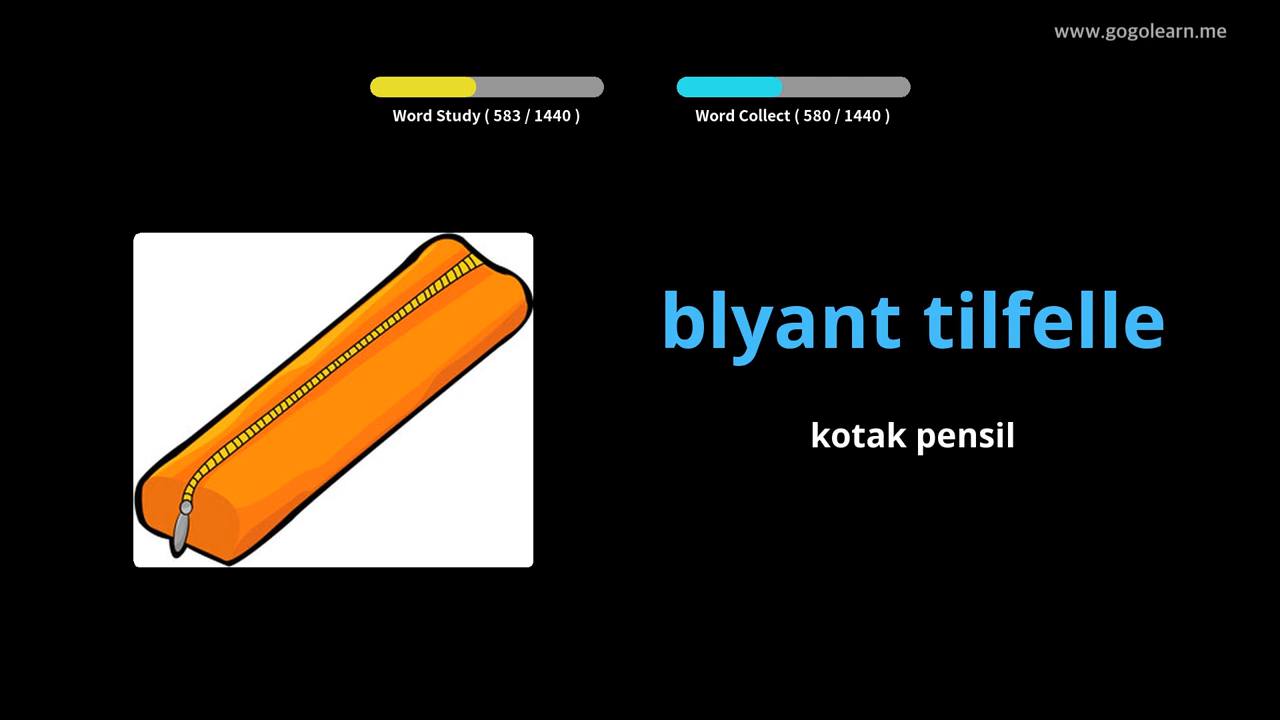 www.gogolearn.me
Word Study ( 583 / 1440 )
Word Collect ( 580 / 1440 )
blyant tilfelle
kotak pensil